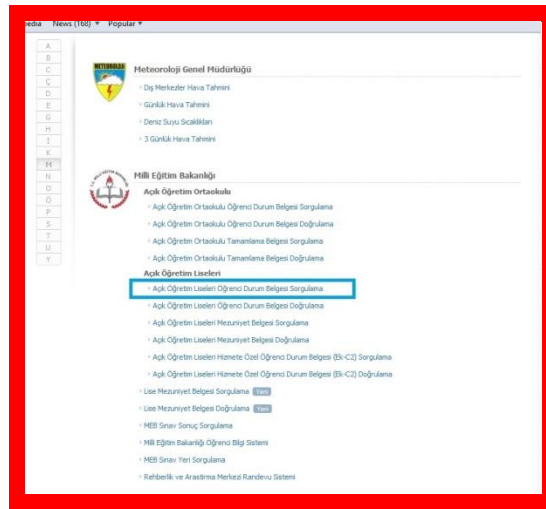 pedia News (168) ▾ Popular ▾
A
B
C
Ç
D
E
G
H
I
K
M
N
O
Ö
P
S
T
U
Y
METEOROLOJİ
Meteoroloji Genel Müdürlüğü
Dış Merkezler Hava Tahmini
Günlük Hava Tahmini
Deniz Suyu Sıcaklıkları
3 Günlük Hava Tahmini
Milli Eğitim Bakanlığı
Açık Öğretim Ortaokulu
Açık Öğretim Ortaokulu Öğrenci Durum Belgesi Sorgulama
Açık Öğretim Ortaokulu Öğrenci Durum Belgesi Doğrulama
Açık Öğretim Ortaokulu Tamamlama Belgesi Sorgulama
Açık Öğretim Ortaokulu Tamamlama Belgesi Doğrulama
Açık Öğretim Liseleri
Açık Öğretim Liseleri Öğrenci Durum Belgesi Sorgulama
Açık Öğretim Liseleri Öğrenci Durum Belgesi Doğrulama
Açık Öğretim Liseleri Mezuniyet Belgesi Sorgulama
Açık Öğretim Liseleri Mezuniyet Belgesi Doğrulama
Açık Öğretim Liseleri Hizmete Özel Öğrenci Durum Belgesi (Ek-C2) Sorgulama
Açık Öğretim Liseleri Hizmete Özel Öğrenci Durum Belgesi (Ek-C2) Doğrulama
Lise Mezuniyet Belgesi Sorgulama Yeni
Lise Mezuniyet Belgesi Doğrulama Yeni
MEB Sınav Sonuç Sorgulama
Milli Eğitim Bakanlığı Öğrenci Bilgi Sistemi
MEB Sınav Yeri Sorgulama
Rehberlik ve Arastirma Merkezi Randevu Sistemi